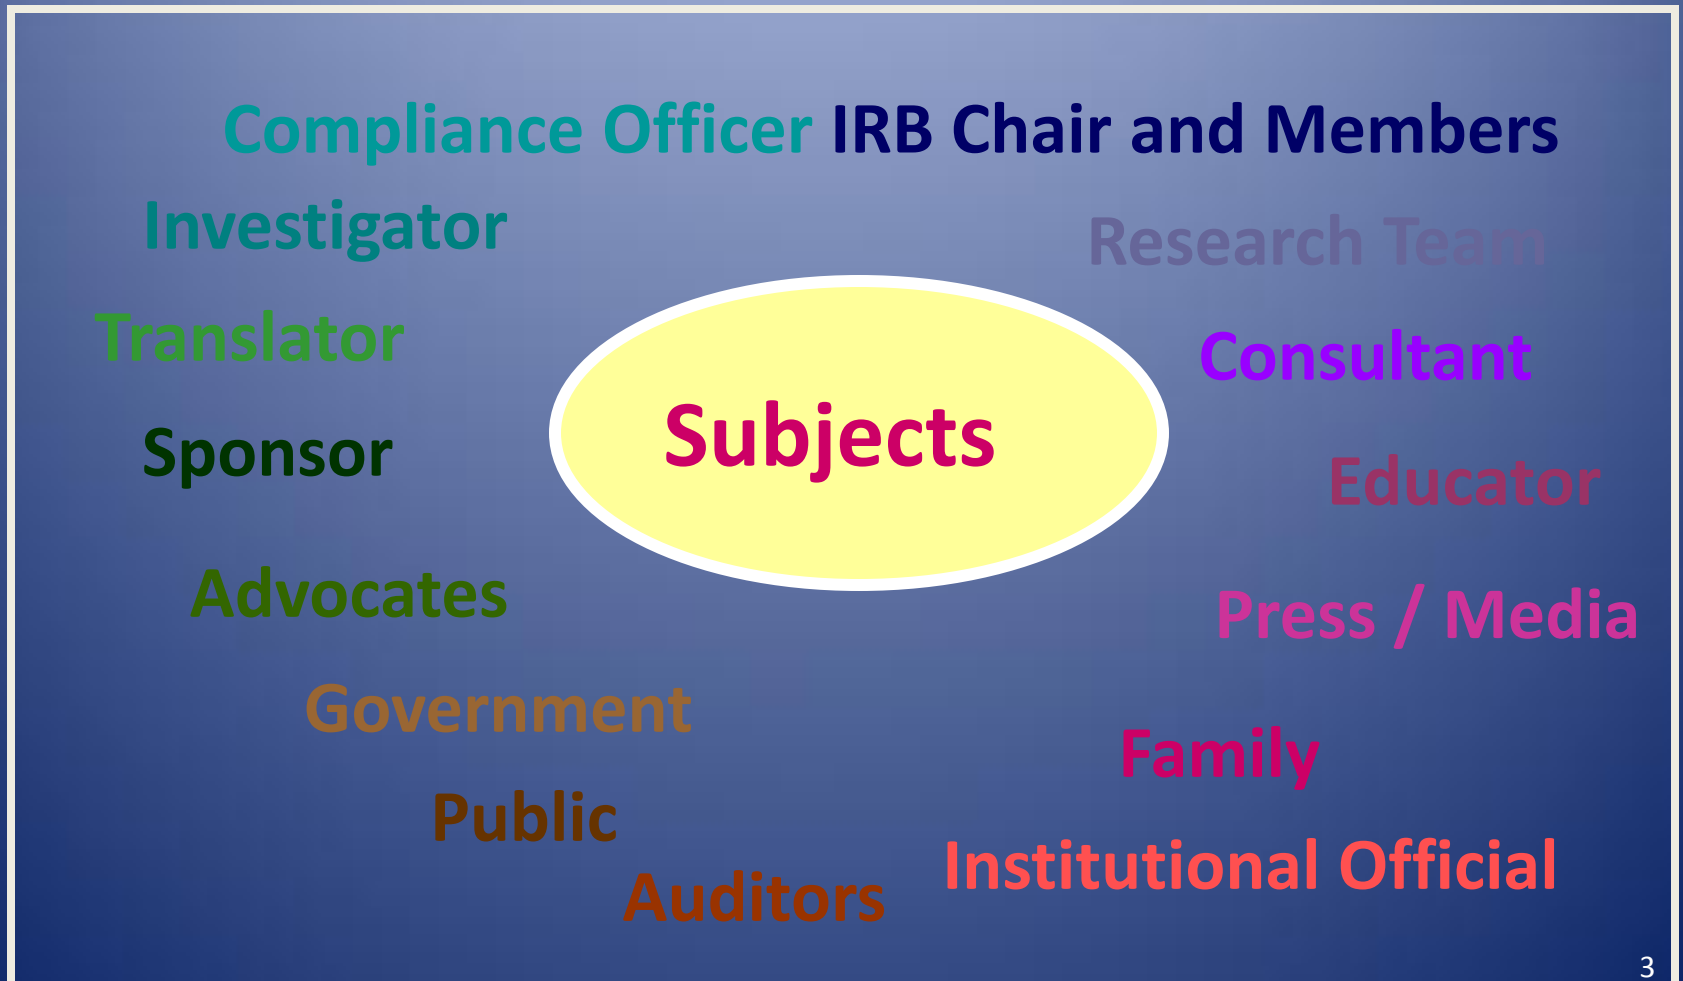 Compliance Officer IRB Chair and Members
Investigator
Research Team
Translator
Consultant
Subjects
Sponsor
Educator
Advocates
Press / Media
Government
Family
Public
Institutional Official
Auditors
3